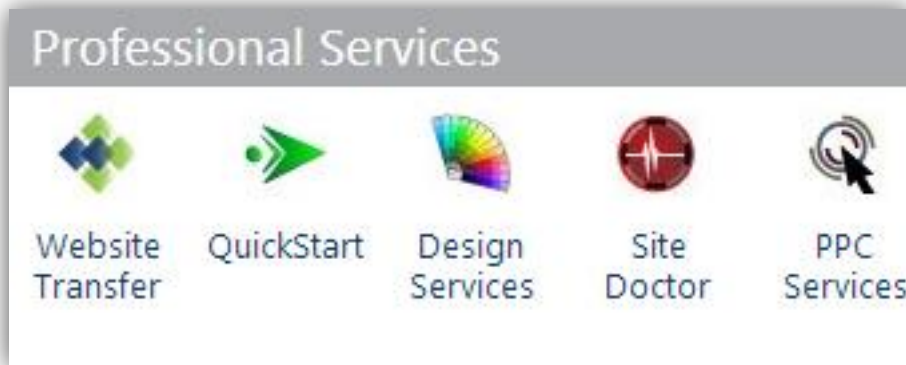 Professional Services
Website
Transfer
QuickStart
Design
Services
Site
Doctor
PPC
Services